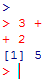 >
> 3 +
+ 2
[1] 5
>